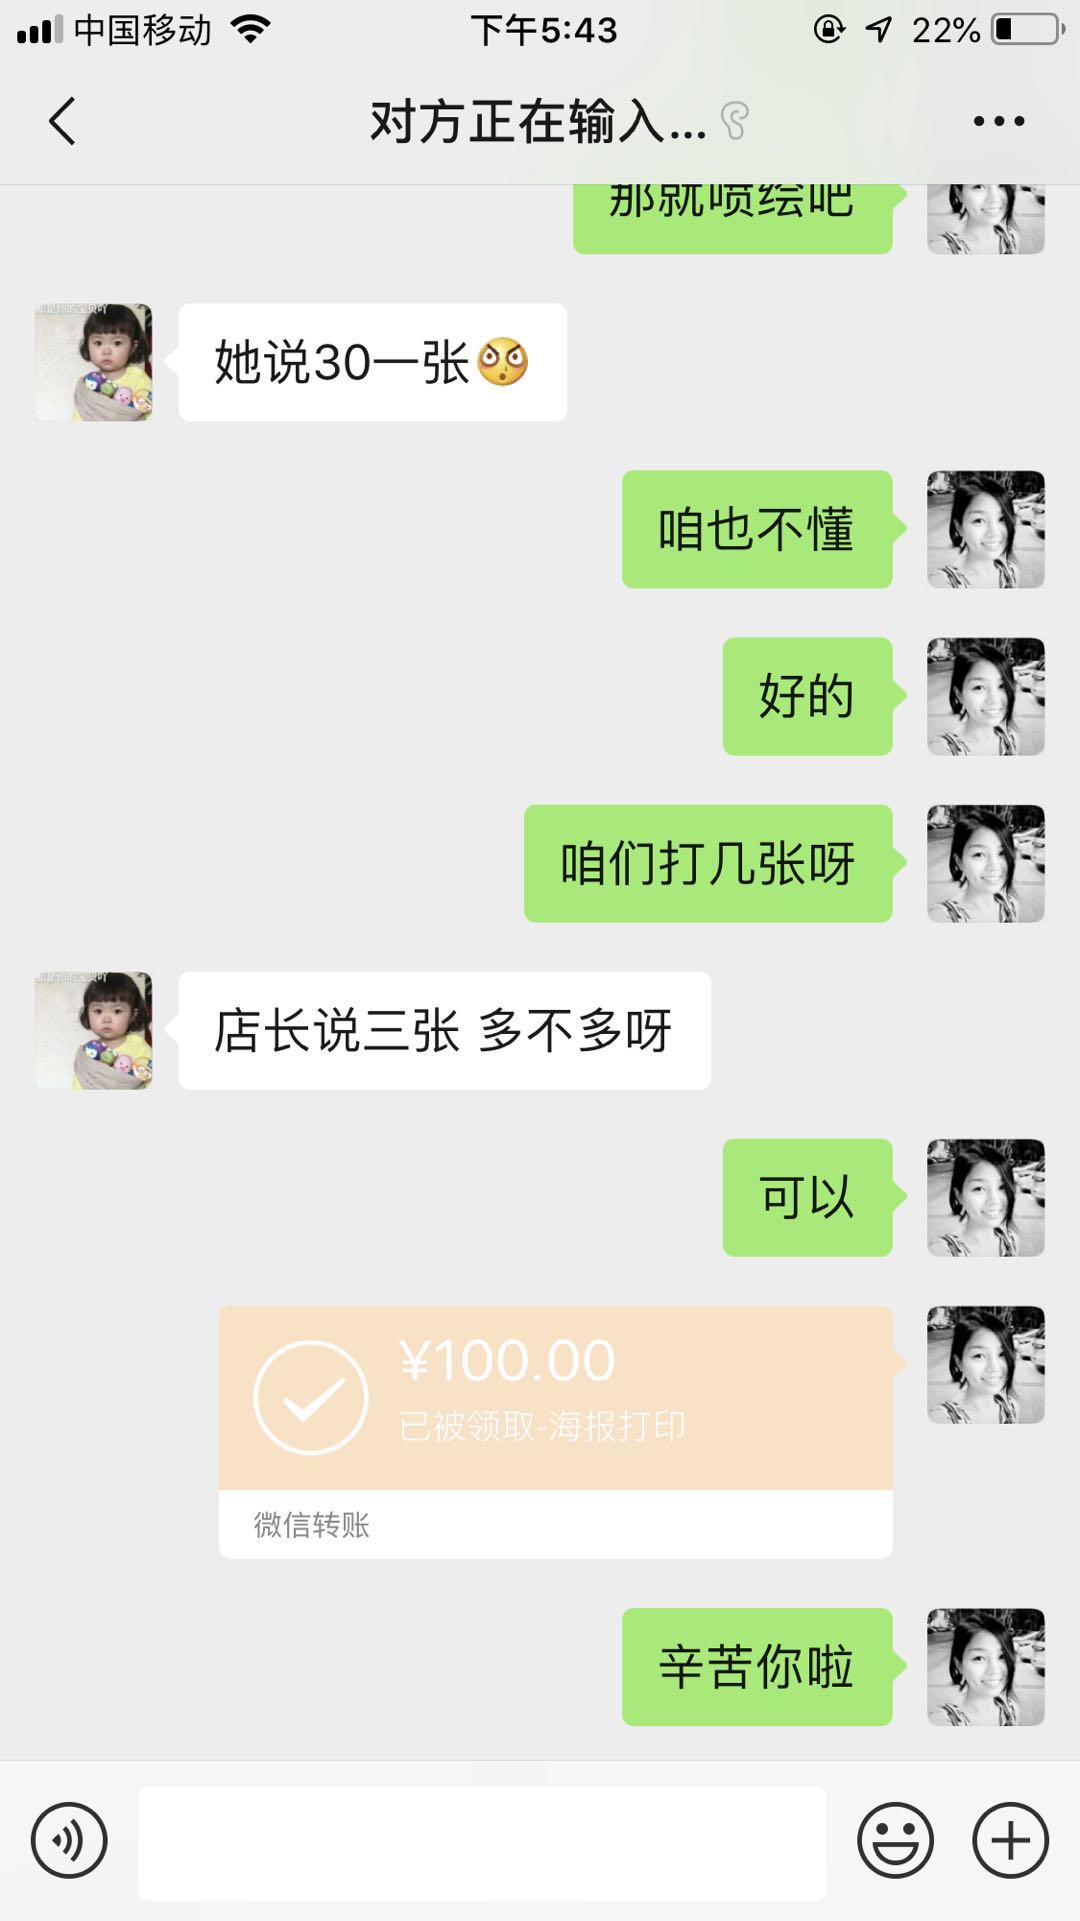 中国移动
下午5:43
22%
对方正在输入...
那就喷绘吧
她说30一张
咱也不懂
好的
咱们打几张呀
店长说三张 多不多呀
可以
¥100.00
已被领取-海报打印
微信转账
辛苦你啦